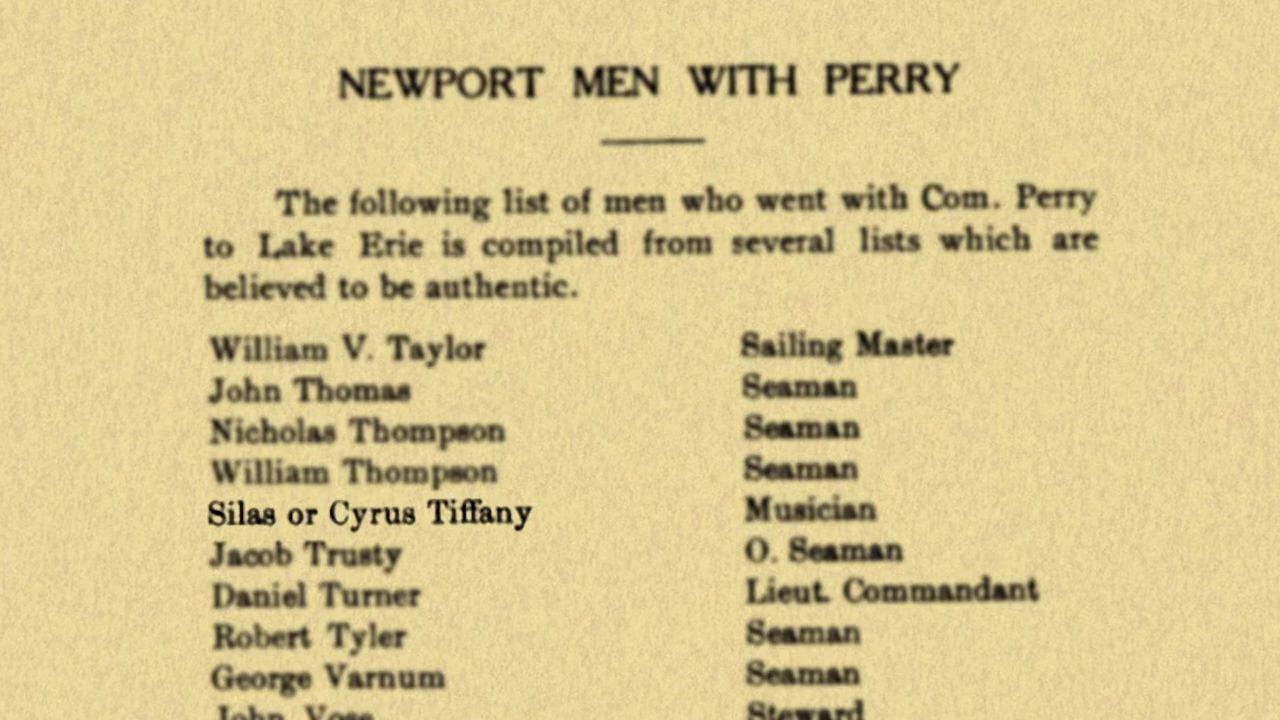 NEWPORT MEN WITH PERRY
The following list of men who went with Com. Perry
to Lake Erie is compiled from several lists which are
believed to be authentic.
William V. Taylor Sailing Master
John Thomas Seaman
Nicholas Thompson Seaman
William Thompson Seaman
Silas or Cyrus Tiffany Musician
Jacob Trusty O. Seaman
Daniel Turner Lieut. Commandant
Robert Tyler Seaman
George Varnum Seaman
John Vose Steward